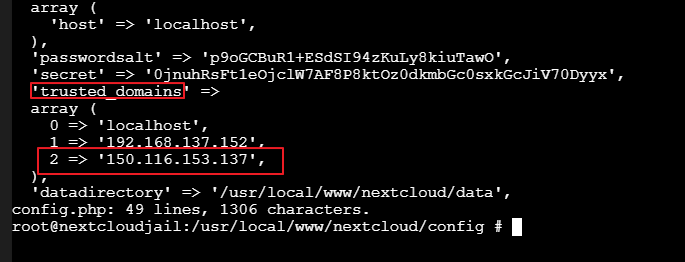 array (
'host' => 'localhost',
),
'passwordsalt' => 'p9oGCBuR1+ESdSI94zKuLy8kiuTawO',
'secret' => '0jnuhRsFt1eOjclW7AF8P8ktOz0dkmbGc0sxkGcJiV70Dyyx',
'trusted_domains' =>
array (
0 => 'localhost',
1 => '192.168.137.152',
2 => '150.116.153.137',
),
'datadirectory' => '/usr/local/www/nextcloud/data',
config.php: 49 lines, 1306 characters.
root@nextcloudjail:/usr/local/www/nextcloud/config #